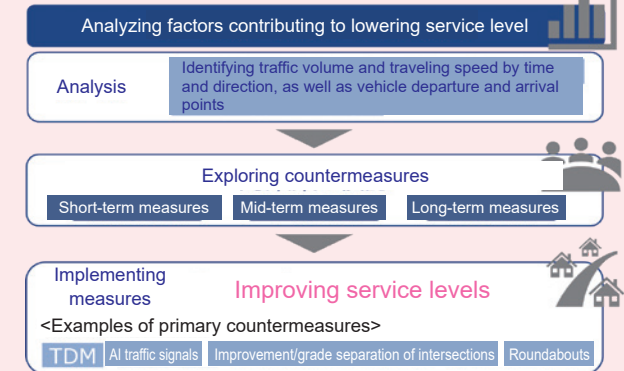 Analyzing factors contributing to lowering service level
Analysis
Identifying traffic volume and traveling speed by time
and direction, as well as vehicle departure and arrival
points
Exploring countermeasures
Short-term measures
Mid-term measures
Long-term measures
Implementing
measures
Improving service levels
<Examples of primary countermeasures>
TDM
AI traffic signals
Improvement/grade separation of intersections
Roundabouts